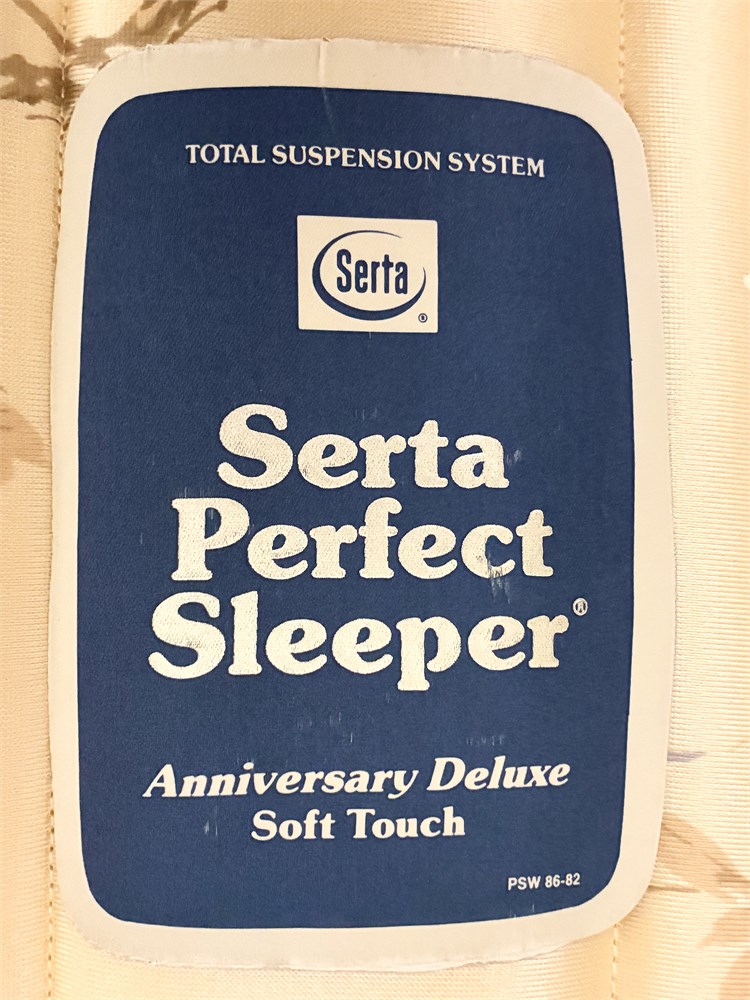 TOTAL SUSPENSION SYSTEM
Serta
®
Serta
Perfect
Sleeper®
Anniversary Deluxe
Soft Touch
PSW 86-82